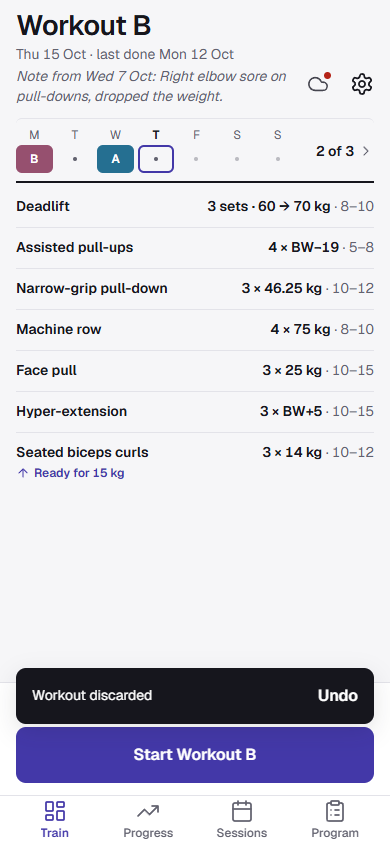 Workout B
Thu 15 Oct · last done Mon 12 Oct
Note from Wed 7 Oct: Right elbow sore on
pull-downs, dropped the weight.
M T W T F S S
B A
2 of 3
Deadlift 3 sets · 60 → 70 kg · 8–10
Assisted pull-ups 4 × BW−19 · 5–8
Narrow-grip pull-down 3 × 46.25 kg · 10–12
Machine row 4 × 75 kg · 8–10
Face pull 3 × 25 kg · 10–15
Hyper-extension 3 × BW+5 · 10–15
Seated biceps curls 3 × 14 kg · 10–12
↑ Ready for 15 kg
Workout discarded Undo
Start Workout B
Train Progress Sessions Program